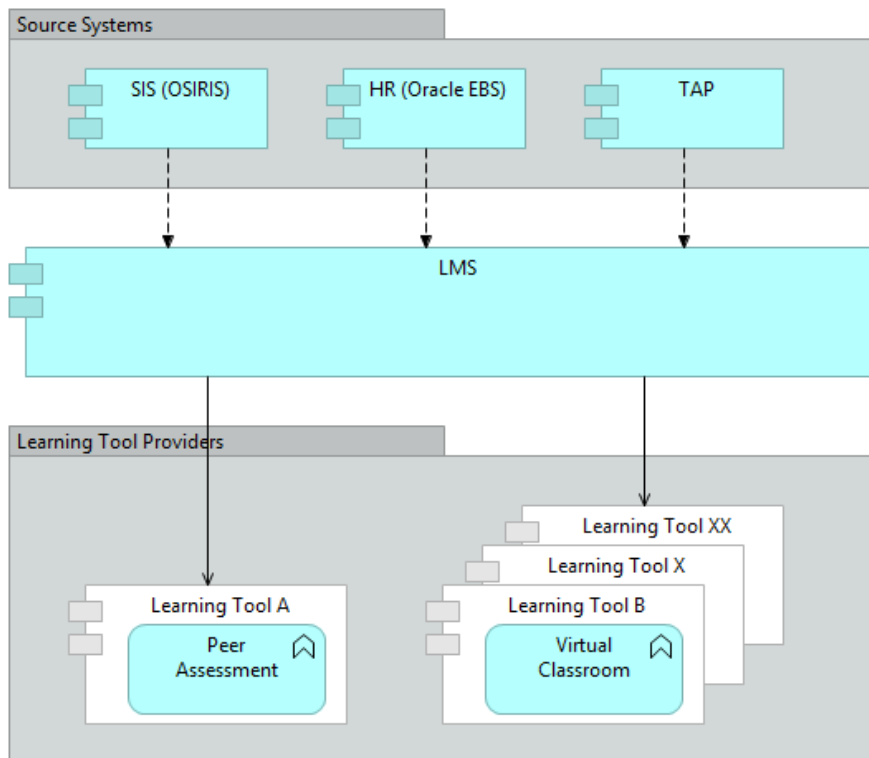 Source Systems
SIS (OSIRIS)
HR (Oracle EBS)
TAP
LMS
Learning Tool Providers
Learning Tool XX
Learning Tool X
Learning Tool A
Learning Tool B
Peer
Assessment
Virtual
Classroom